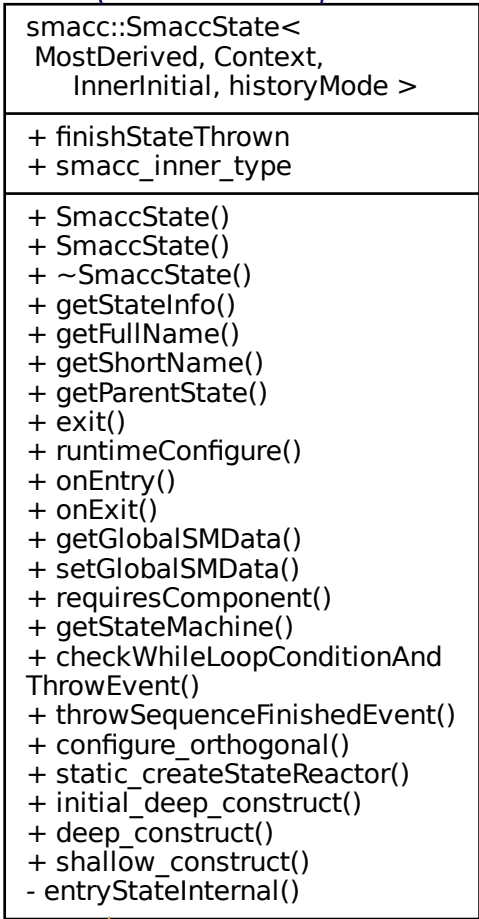 smacc::SmaccState<
MostDerived, Context,
InnerInitial, historyMode >
+ finishStateThrown
+ smacc_inner_type
+ SmaccState()
+ SmaccState()
+ ~SmaccState()
+ getStateInfo()
+ getFullName()
+ getShortName()
+ getParentState()
+ exit()
+ runtimeConfigure()
+ onEntry()
+ onExit()
+ getGlobalSMData()
+ setGlobalSMData()
+ requiresComponent()
+ getStateMachine()
+ checkWhileLoopConditionAnd
ThrowEvent()
+ throwSequenceFinishedEvent()
+ configure_orthogonal()
+ static_createStateReactor()
+ initial_deep_construct()
+ deep_construct()
+ shallow_construct()
- entryStateInternal()